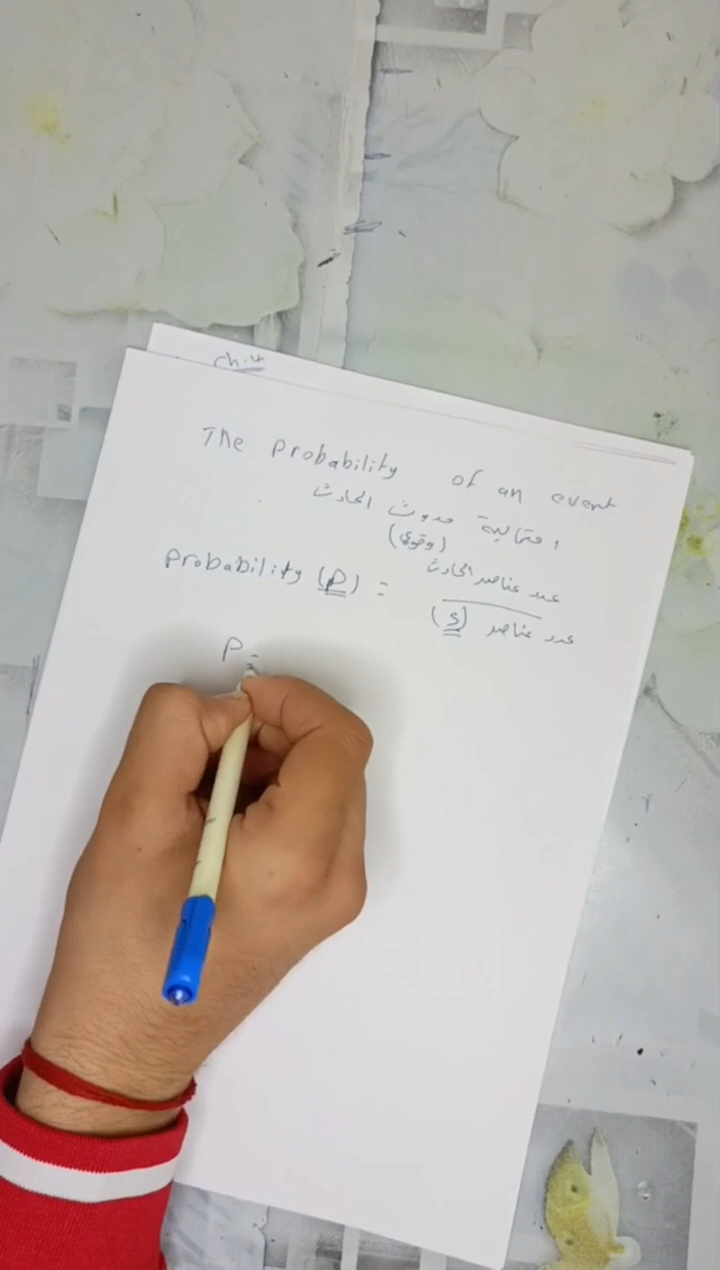 ch.4
The probability of an event
احتمالية حدوث الحادث
(وقوع)
probability (P) =
عدد عناصر الحادث
عدد عناصر (S)
P =